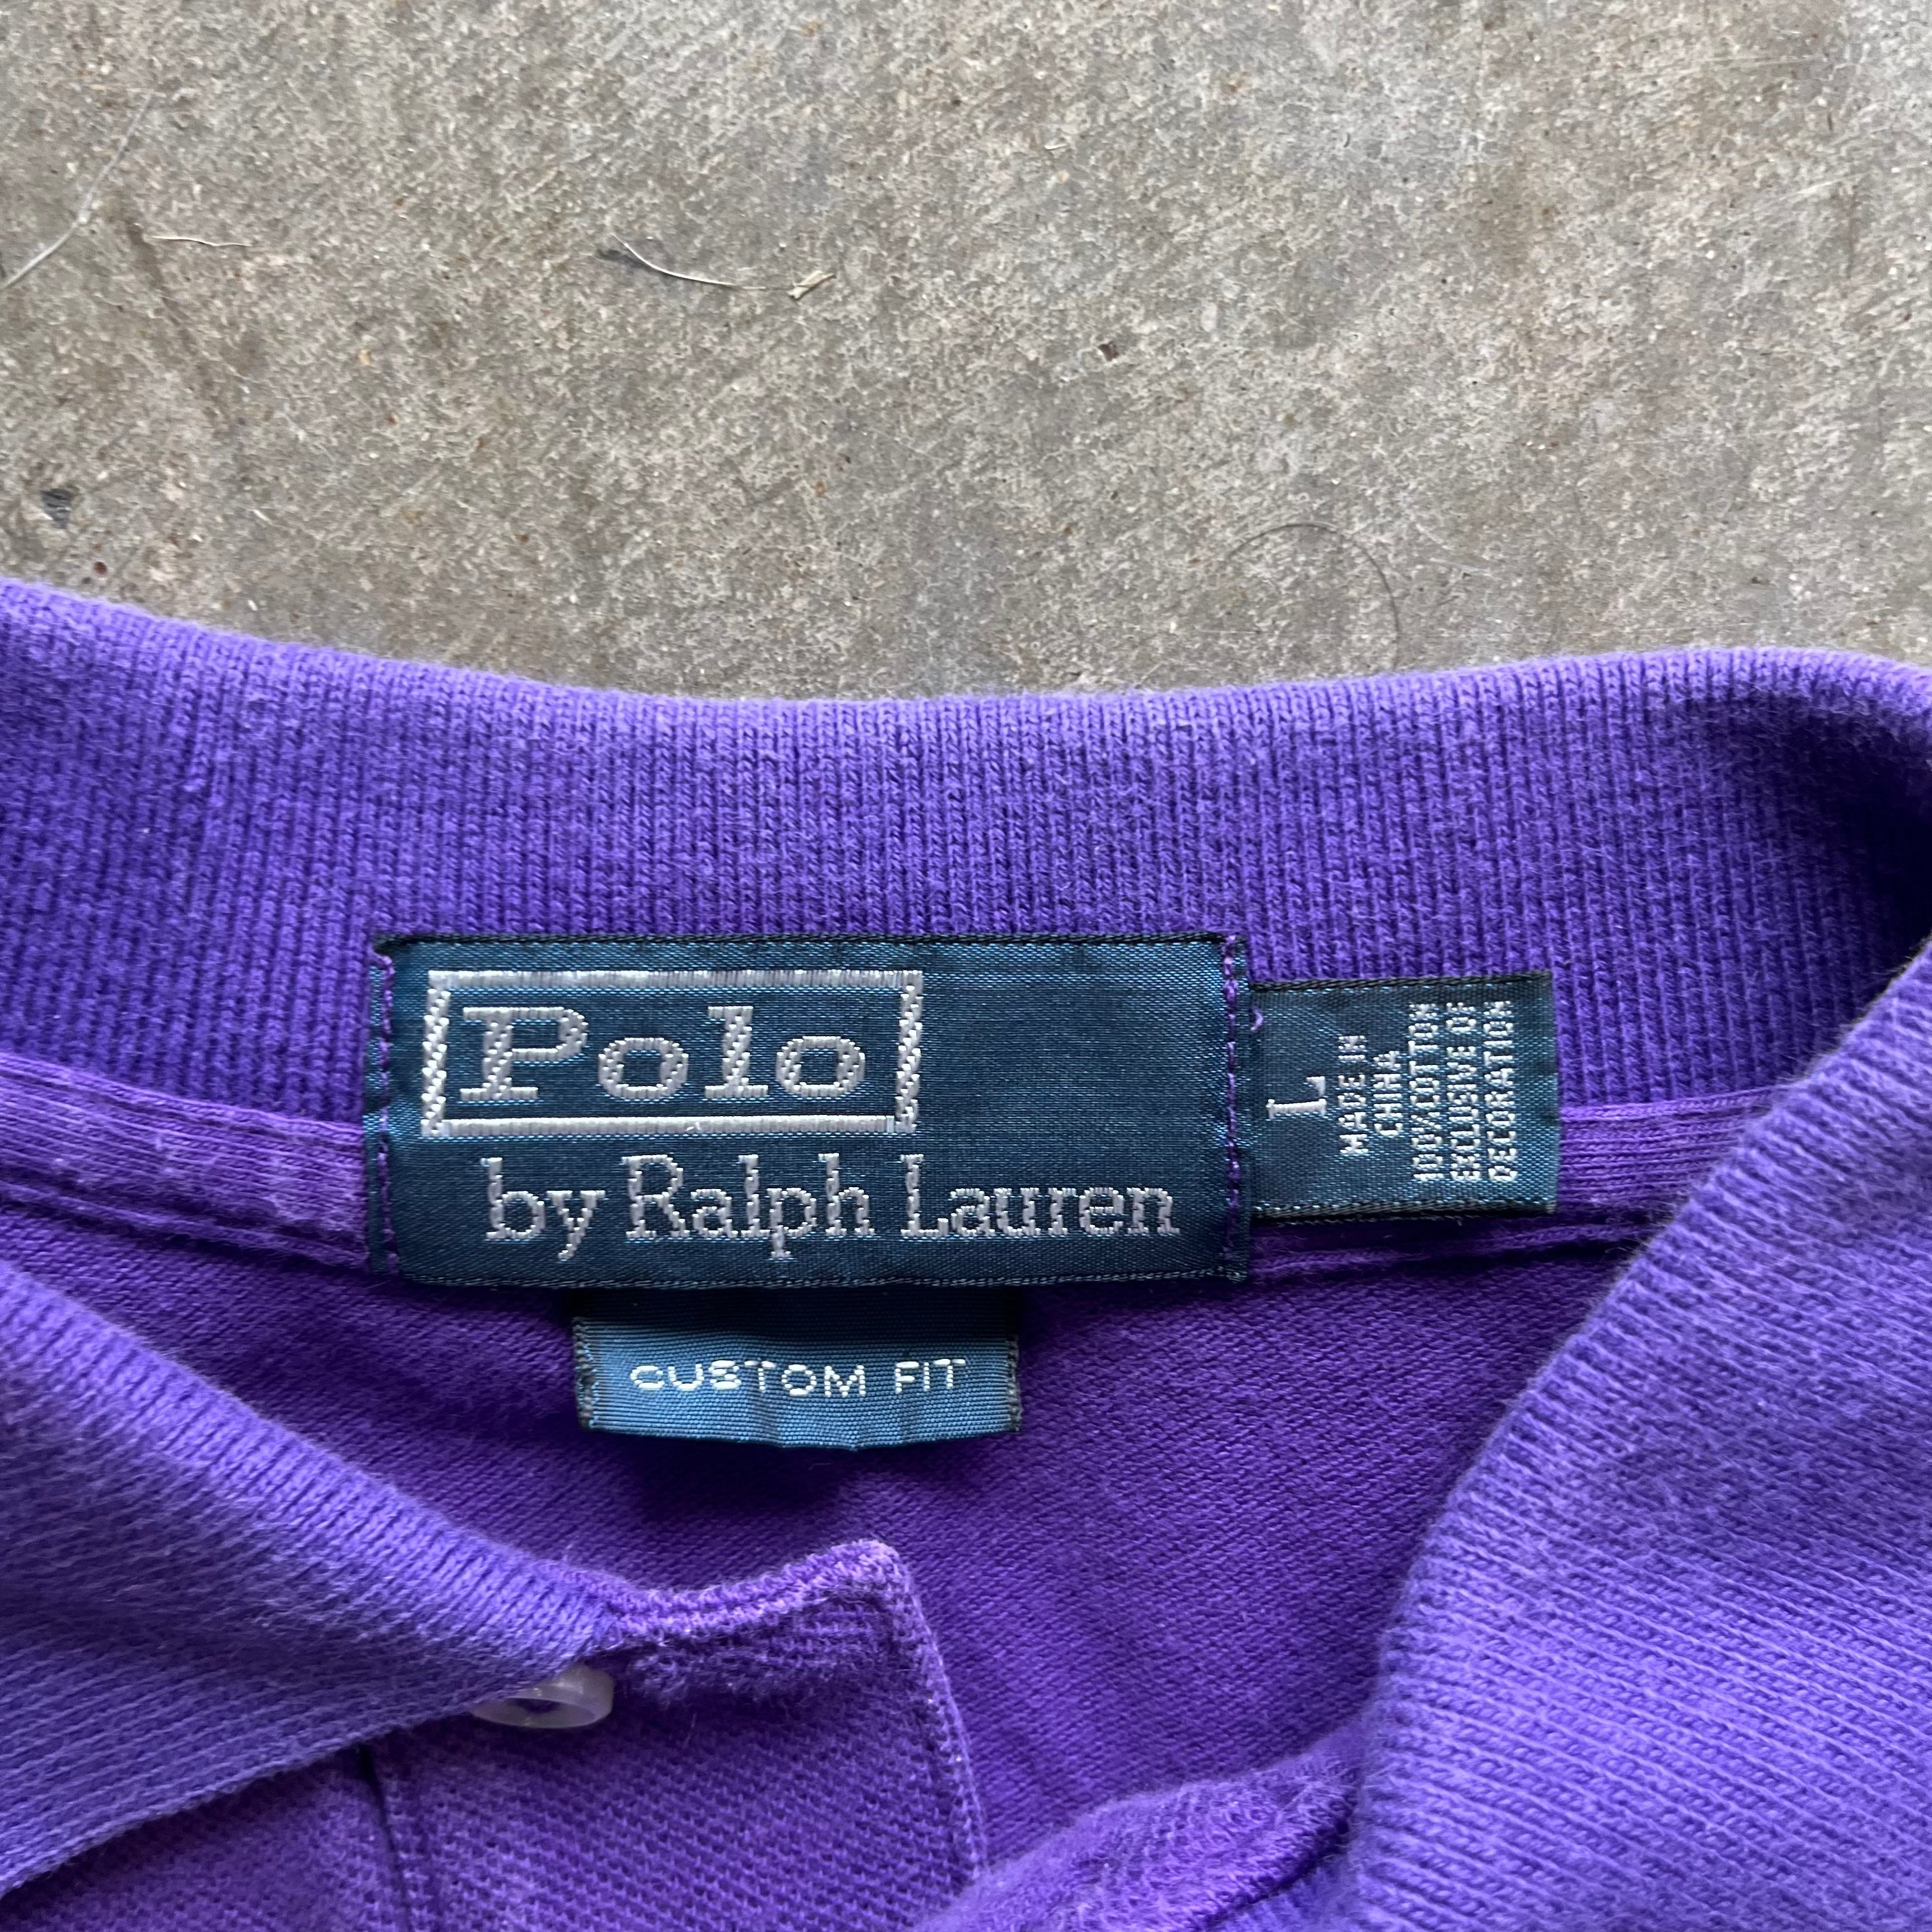 Polo
by Ralph Lauren
CUSTOM FIT
L
MADE IN
CHINA
100% COTTON
EXCLUSIVE OF
DECORATION